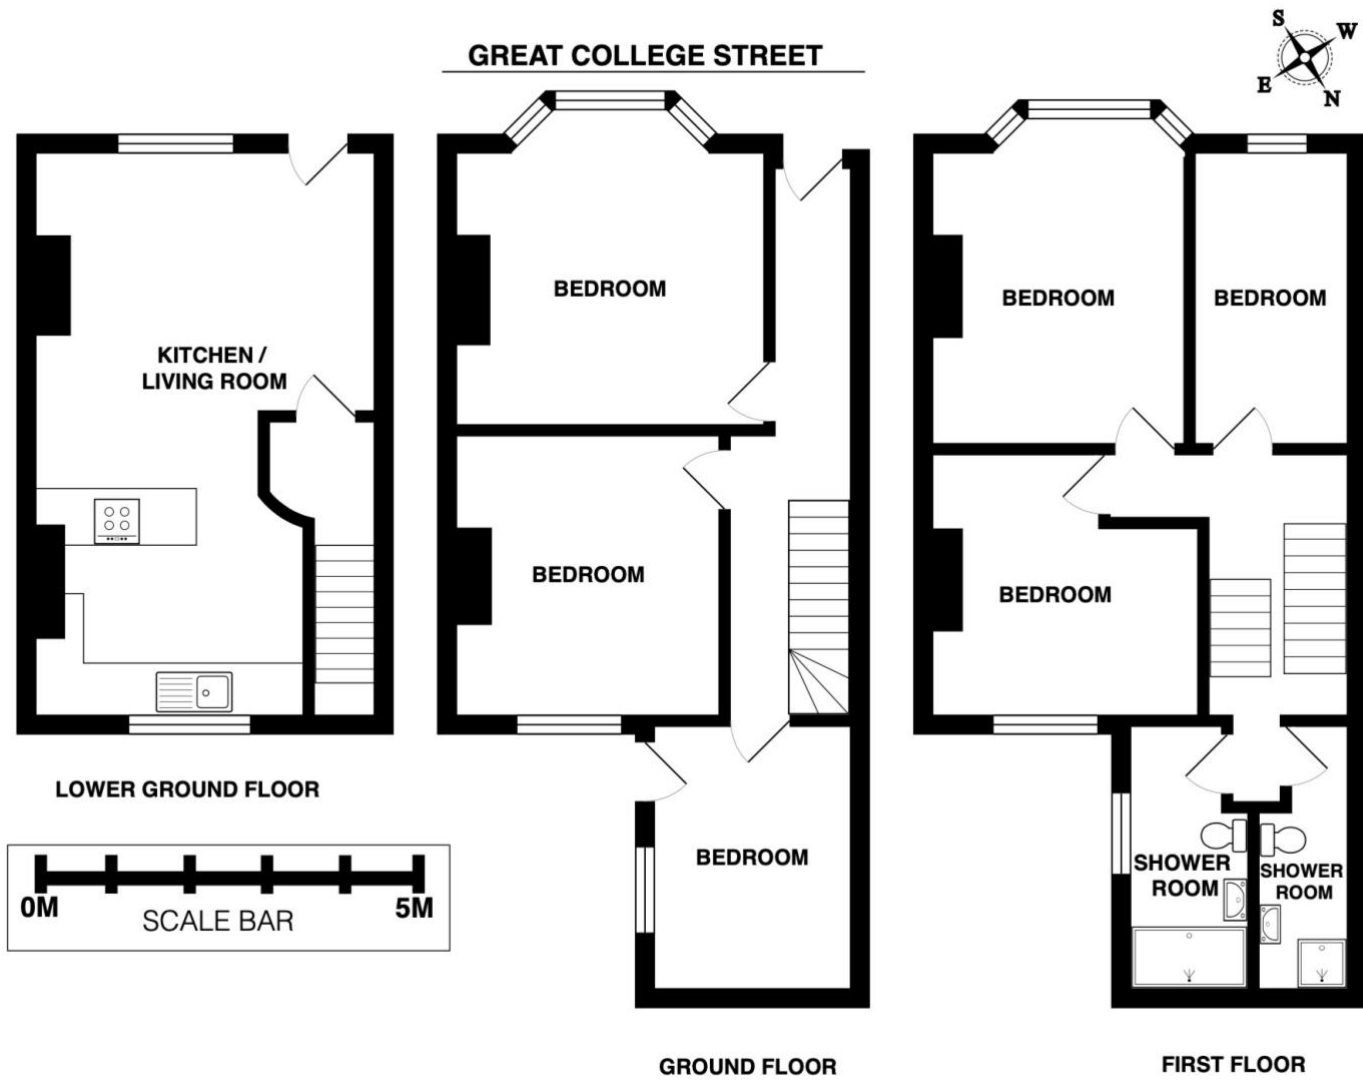 GREAT COLLEGE STREET
S
W
E
N
KITCHEN /
LIVING ROOM
LOWER GROUND FLOOR
0M
5M
SCALE BAR
BEDROOM
BEDROOM
BEDROOM
GROUND FLOOR
BEDROOM
BEDROOM
BEDROOM
SHOWER
ROOM
SHOWER
ROOM
FIRST FLOOR